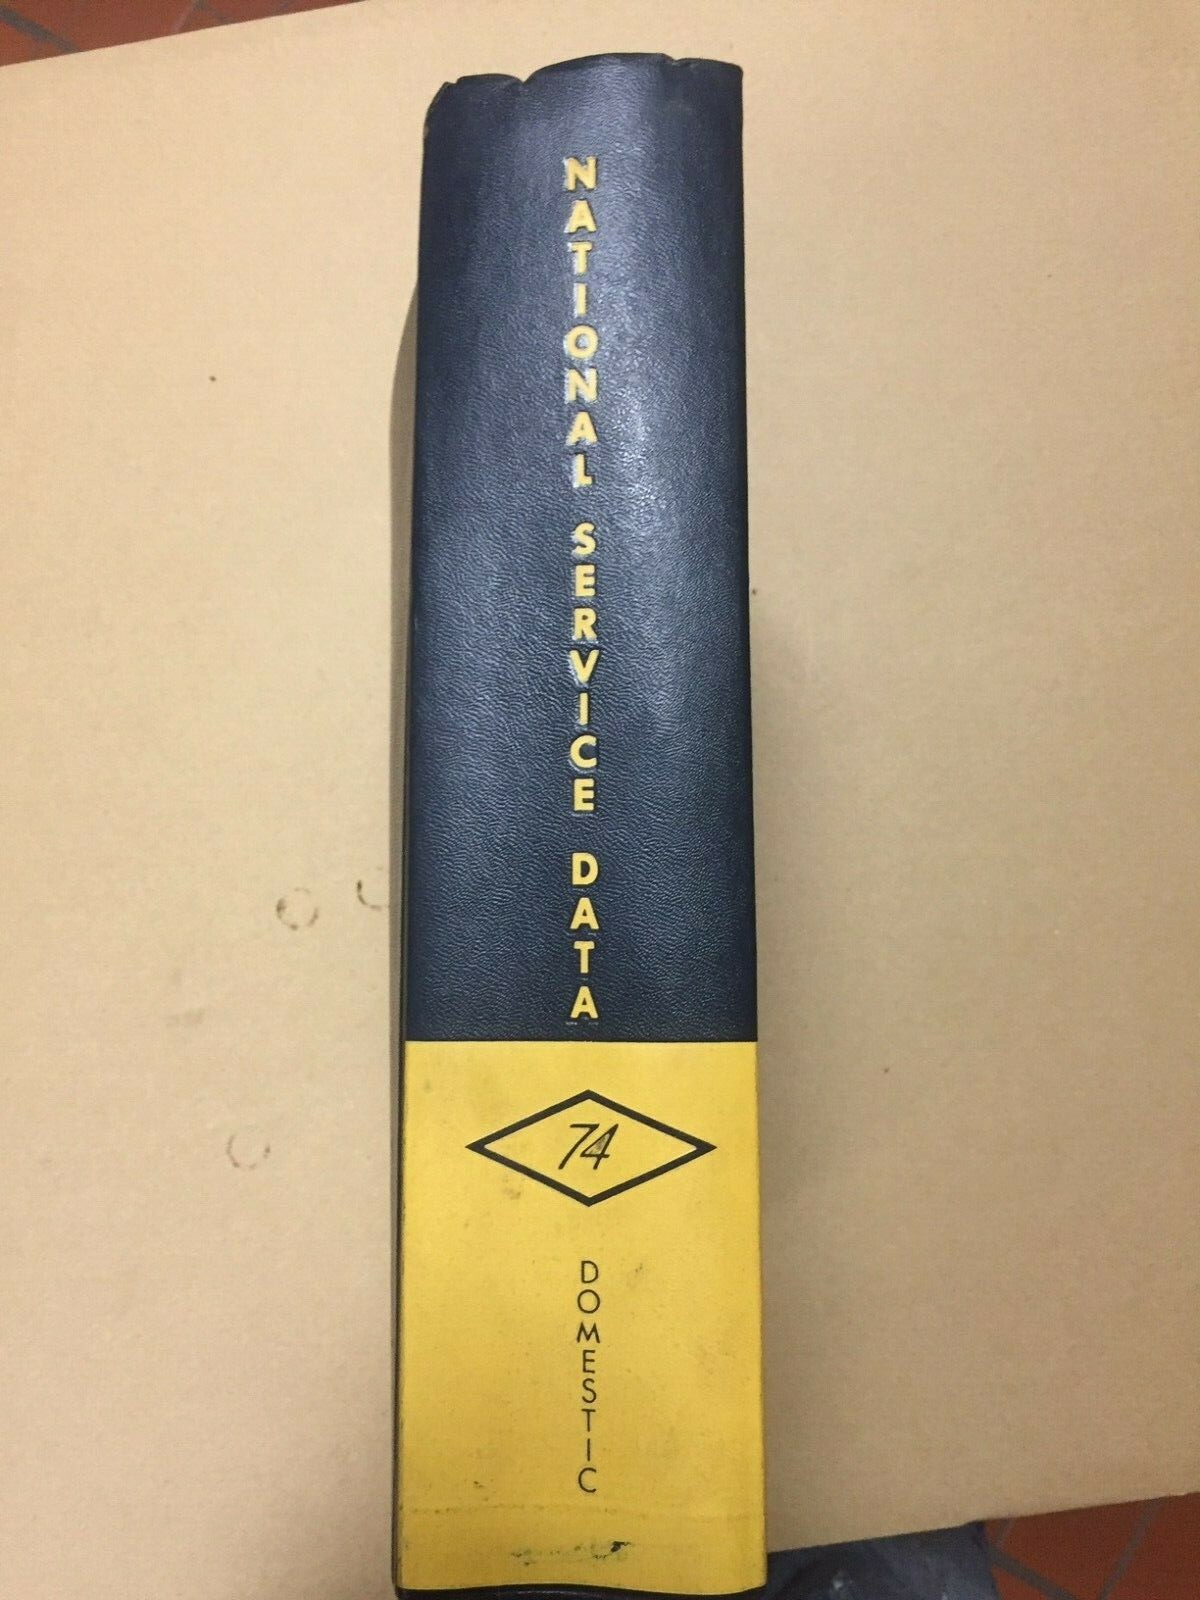 NATIONAL SERVICE DATA
74
DOMESTIC